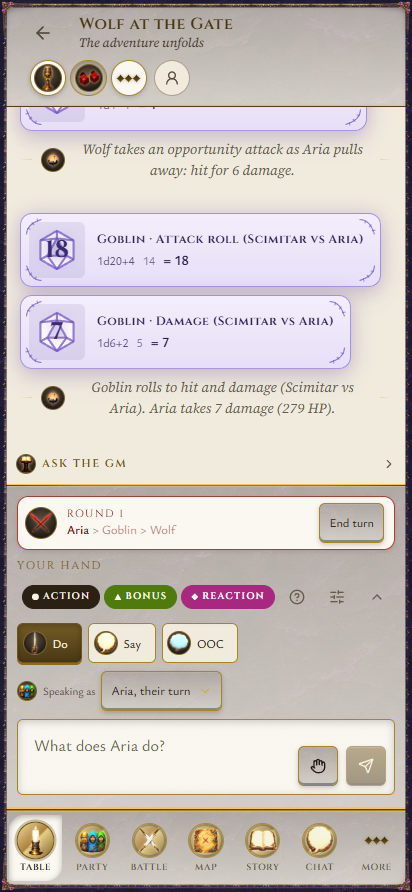 Wolf at the Gate
The adventure unfolds
Wolf takes an opportunity attack as Aria pulls
away: hit for 6 damage.
18
Goblin · Attack roll (Scimitar vs Aria)
1d20+4 14 = 18
7
Goblin · Damage (Scimitar vs Aria)
1d6+2 5 = 7
Goblin rolls to hit and damage (Scimitar vs
Aria). Aria takes 7 damage (279 HP).
ASK THE GM
ROUND 1
Aria > Goblin > Wolf
End turn
YOUR HAND
ACTION
BONUS
REACTION
Do
Say
OOC
Speaking as
Aria, their turn
What does Aria do?
TABLE
PARTY
BATTLE
MAP
STORY
CHAT
MORE